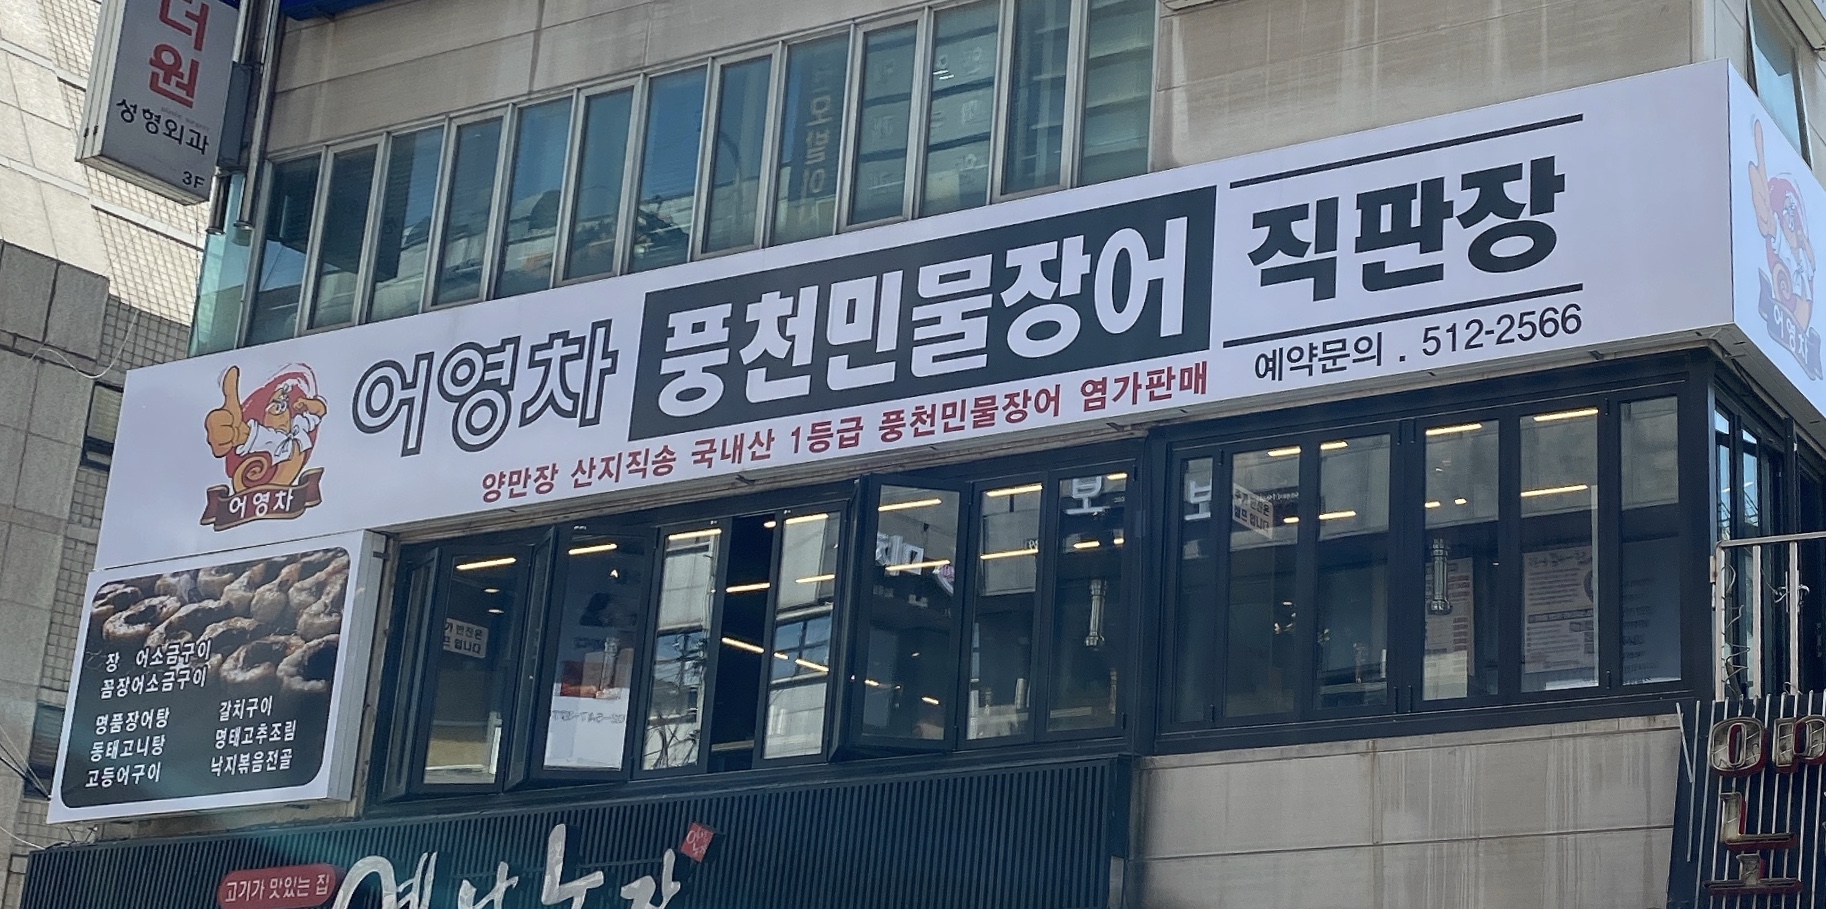 더원
성형외과
3F
어영차 풍천민물장어 직판장
양만장 산지직송 국내산 1등급 풍천민물장어 염가판매
예약문의 . 512-2566
어영차
어영차
장 어소금구이
꼼장어소금구이
명품장어탕
동태고니탕
고등어구이
갈치구이
명태고추조림
낙지볶음전골
고기가 맛있는 집